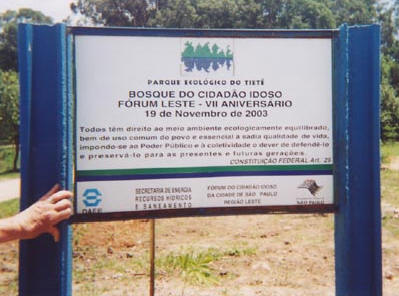 PARQUE ECOLÓGICO DO TIETÊ
BOSQUE DO CIDADÃO IDOSO
FÓRUM LESTE - VII ANIVERSÁRIO
19 de Novembro de 2003
Todos têm direito ao meio ambiente ecologicamente equilibrado,
bem de uso comum do povo e essencial à sadia qualidade de vida,
impondo-se ao Poder Público e à coletividade o dever de defendê-lo
e preservá-lo para as presentes e futuras gerações.
CONSTITUIÇÃO FEDERAL Art. 25
DAEE
SECRETARIA DE ENERGIA
RECURSOS HÍDRICOS
E SANEAMENTO
FÓRUM DO CIDADÃO IDOSO
DA CIDADE DE SÃO PAULO
REGIÃO LESTE
SÃO PAULO